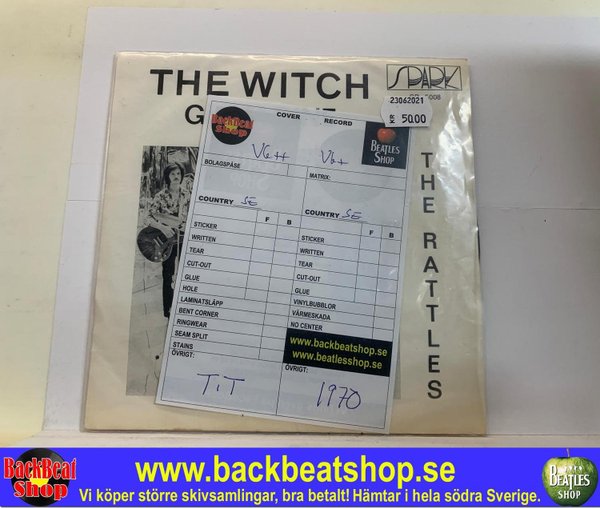 THE WITCH
SPARK
23062021
50.00
THE RATTLES
BackBeat Shop
COVER
RECORD
BEATLES SHOP
VG++
VG+
BOLAGSPÅSE
MATRIX:
COUNTRY SE
COUNTRY SE
F B
F B
STICKER
STICKER
WRITTEN
WRITTEN
TEAR
TEAR
CUT-OUT
CUT-OUT
GLUE
GLUE
HOLE
VINYLBUBBLOR
LAMINATSLÄPP
VÄRMESKADA
BENT CORNER
NO CENTER
RINGWEAR
SEAM SPLIT
STAINS
www.backbeatshop.se
www.beatlesshop.se
ÖVRIGT:
ÖVRIGT:
TiT
1970
BackBeat Shop
www.backbeatshop.se
Vi köper större skivsamlingar, bra betalt! Hämtar i hela södra Sverige.
BEATLES SHOP